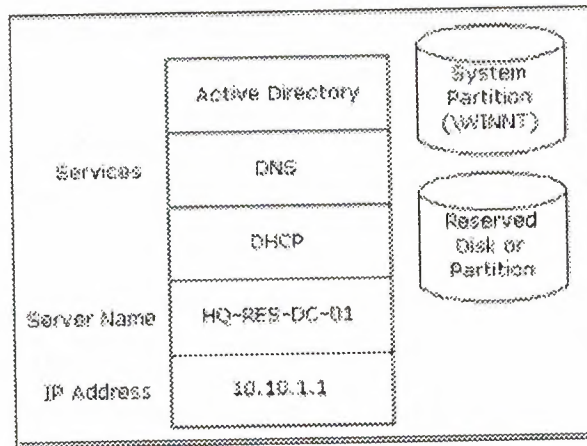 Active Directory
Services
DNS
DHCP
Server Name
HQ-RES-DC-01
IP Address
10.10.1.1
System
Partition
(\WINNT)
Reserved
Disk or
Partition